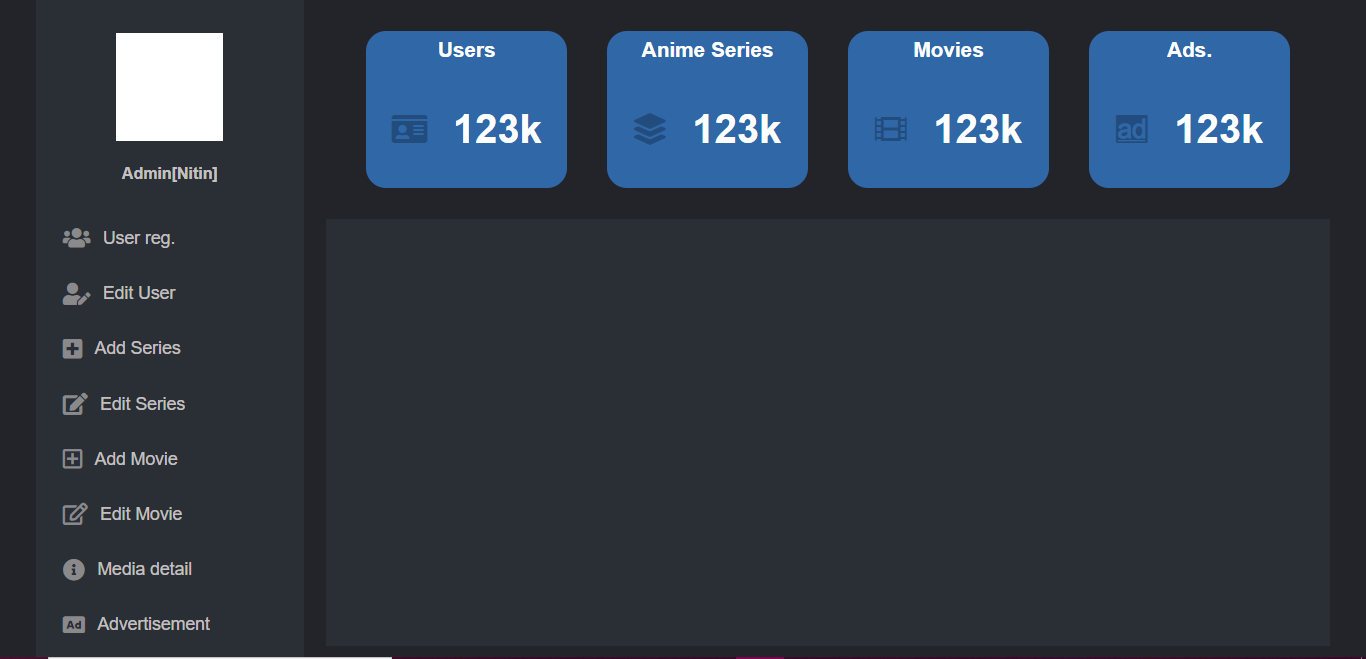 Users
Anime Series
Movies
Ads.
123k
123k
ad
123k
123k
Admin[Nitin]
User reg.
Edit User
Add Series
Edit Series
Add Movie
Edit Movie
Media detail
Ad Advertisement